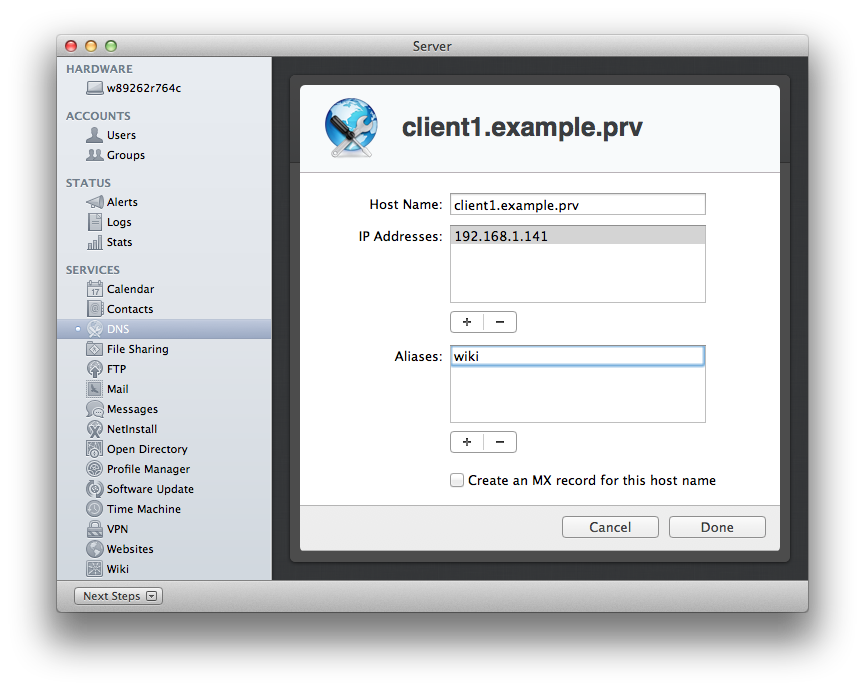 Server
HARDWARE
w89262r764c
ACCOUNTS
Users
Groups
STATUS
Alerts
Logs
Stats
SERVICES
17
Calendar
Contacts
DNS
File Sharing
FTP
Mail
Messages
NetInstall
Open Directory
Profile Manager
Software Update
Time Machine
VPN
Websites
Wiki
client1.example.prv
Host Name: client1.example.prv
IP Addresses: 192.168.1.141
+ −
Aliases: wiki
+ −
Create an MX record for this host name
Cancel Done
Next Steps